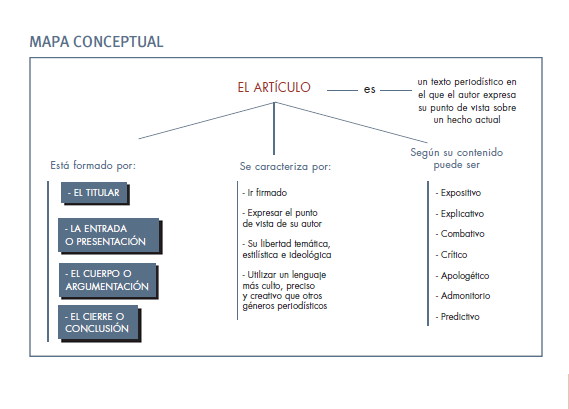 MAPA CONCEPTUAL
EL ARTÍCULO
es
un texto periodístico en
el que el autor expresa
su punto de vista sobre
un hecho actual
Está formado por:
- EL TITULAR
- LA ENTRADA
O PRESENTACIÓN
- EL CUERPO O
ARGUMENTACIÓN
- EL CIERRE O
CONCLUSIÓN
Se caracteriza por:
- Ir firmado
- Expresar el punto
de vista de su autor
- Su libertad temática,
estilística e ideológica
- Utilizar un lenguaje
más culto, preciso
y creativo que otros
géneros periodísticos
Según su contenido
puede ser
- Expositivo
- Explicativo
- Combativo
- Crítico
- Apologético
- Admonitorio
- Predictivo